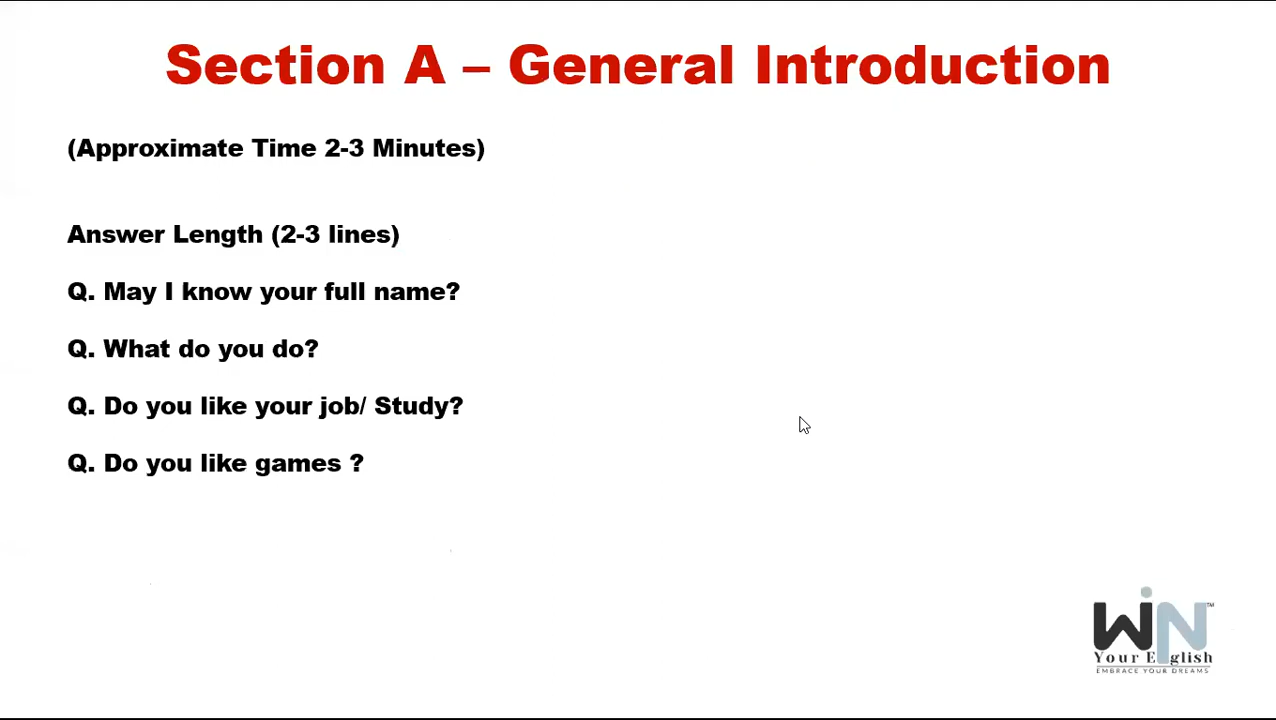 Section A – General Introduction
(Approximate Time 2-3 Minutes)
Answer Length (2-3 lines)
Q. May I know your full name?
Q. What do you do?
Q. Do you like your job/ Study?
Q. Do you like games ?
WiN™
Your English
EMBRACE YOUR DREAMS